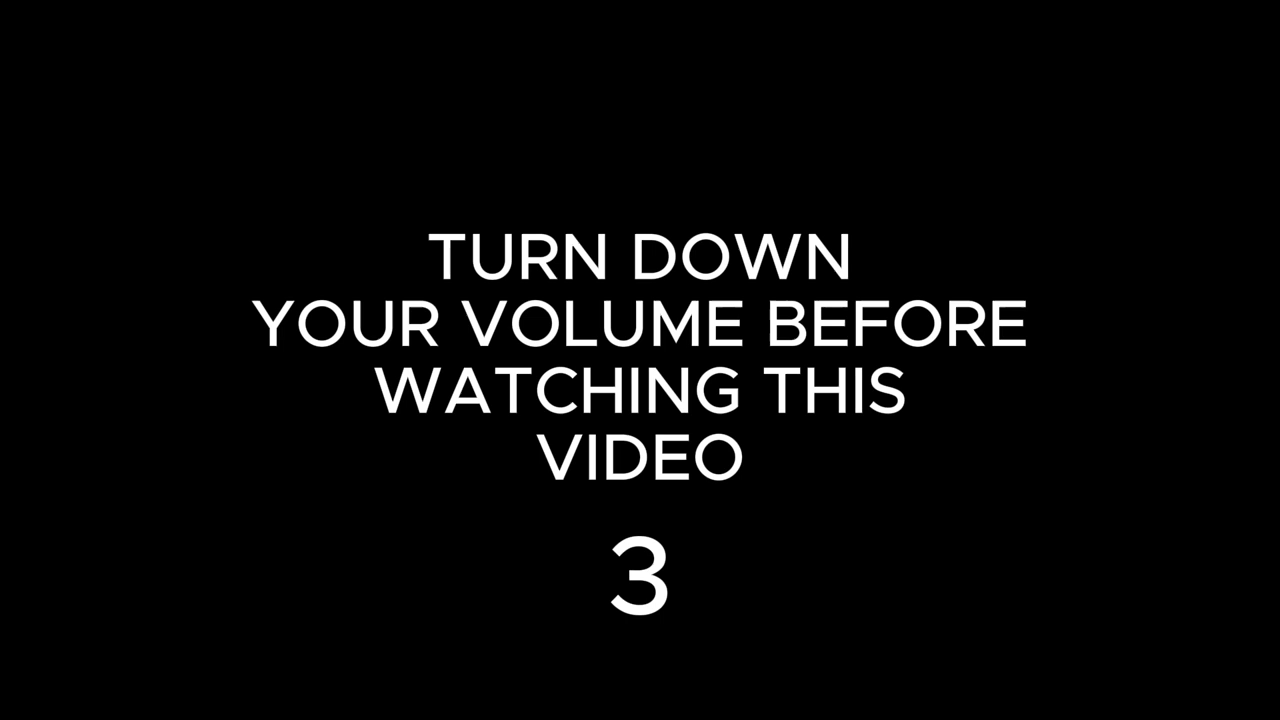 TURN DOWN
YOUR VOLUME BEFORE
WATCHING THIS
VIDEO
3